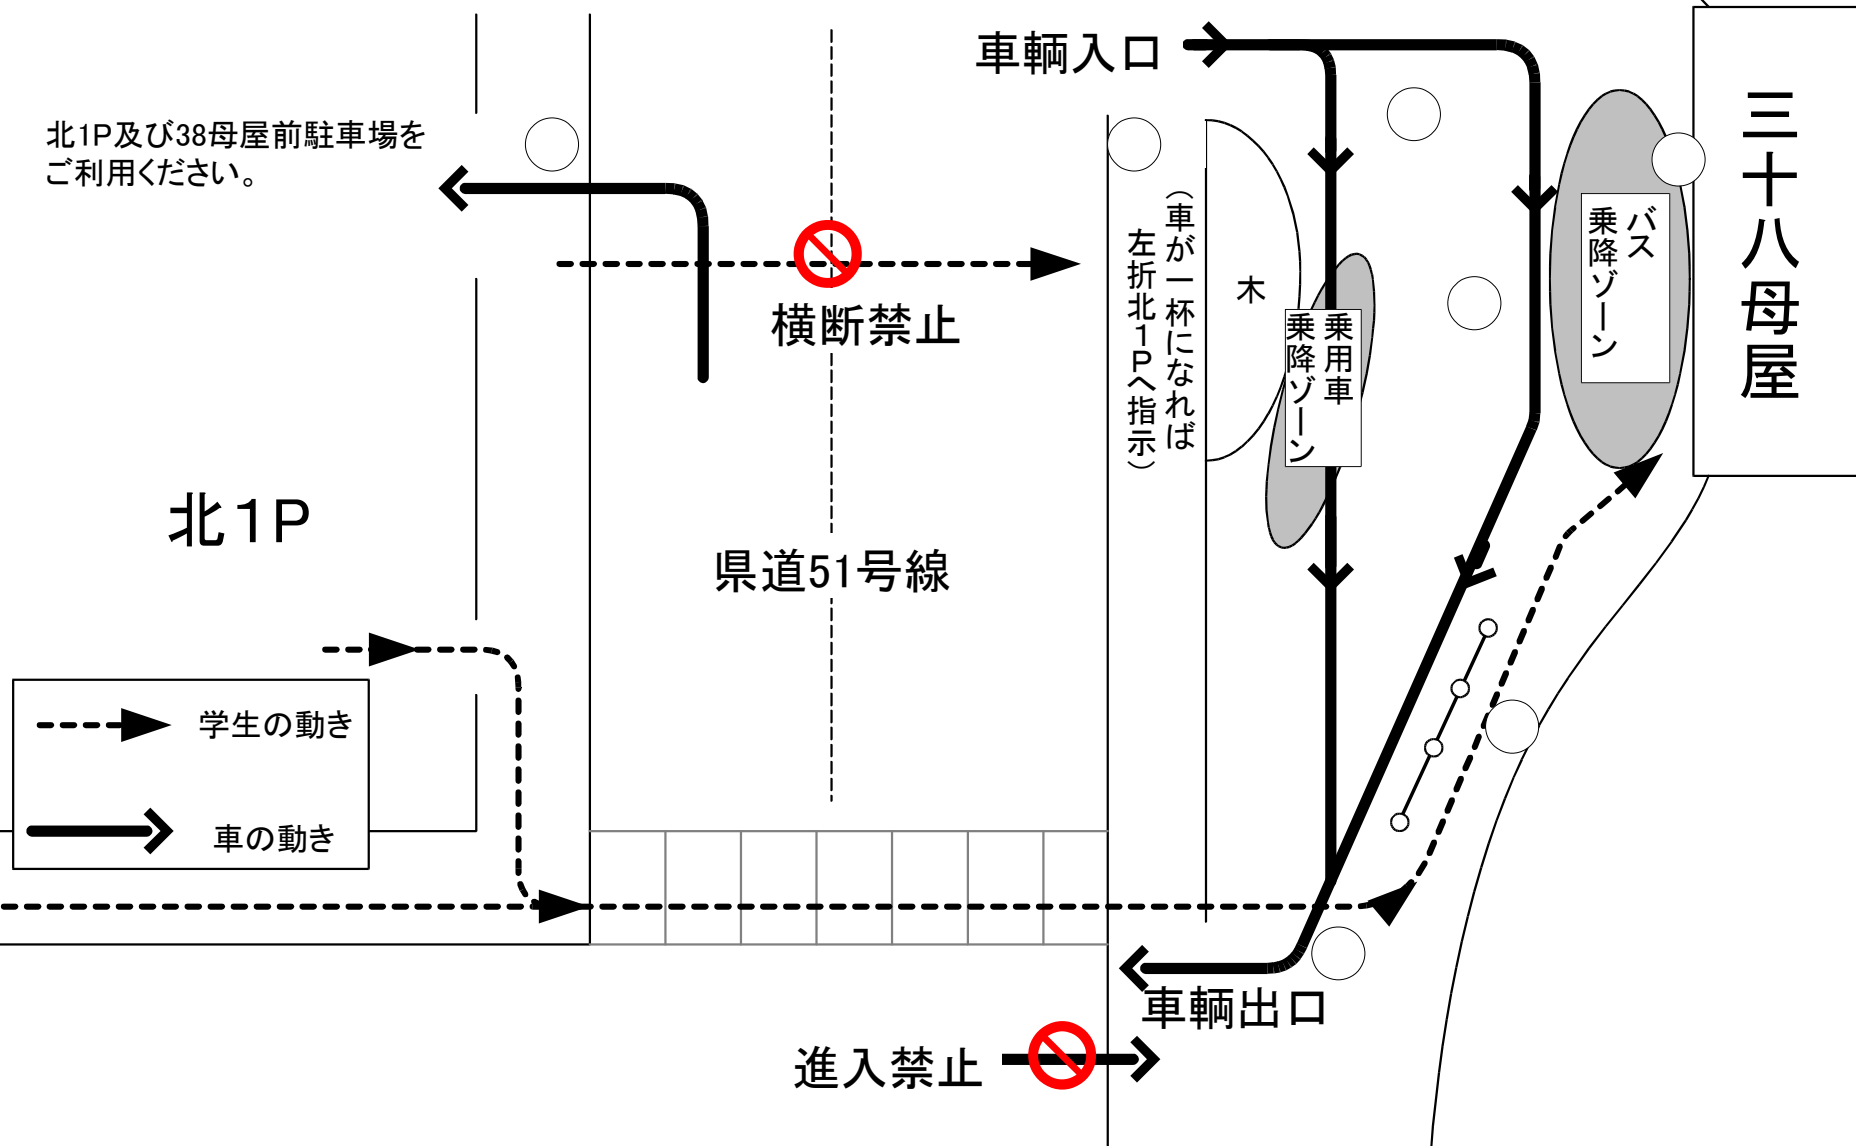 車輌入口
北1P及び38母屋前駐車場を
ご利用ください。
三十八母屋
バス
乗降ゾーン
(車が一杯になれば
左折北1Pへ指示)
木
乗用車
乗降ゾーン
横断禁止
北1P
県道51号線
学生の動き
車の動き
車輌出口
進入禁止